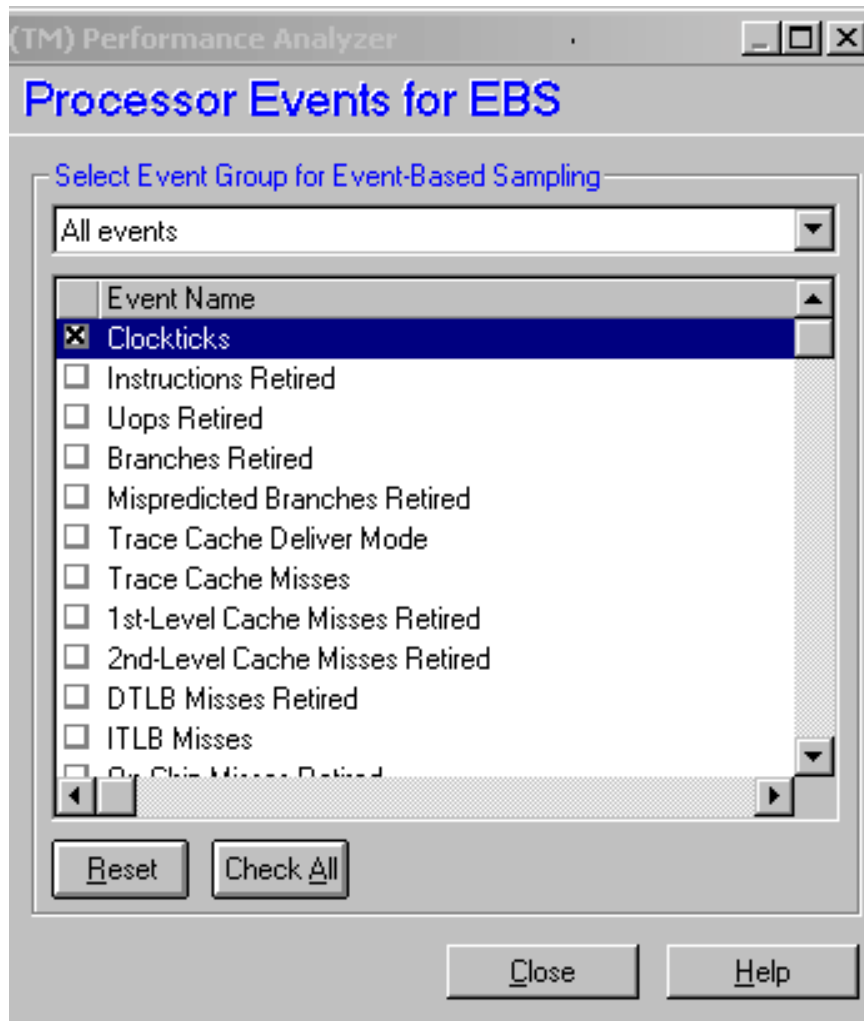 (TM) Performance Analyzer
Processor Events for EBS
Select Event Group for Event-Based Sampling
All events
Event Name
Clockticks
Instructions Retired
Uops Retired
Branches Retired
Mispredicted Branches Retired
Trace Cache Deliver Mode
Trace Cache Misses
1st-Level Cache Misses Retired
2nd-Level Cache Misses Retired
DTLB Misses Retired
ITLB Misses
Misses Retired
Reset Check All
Close Help